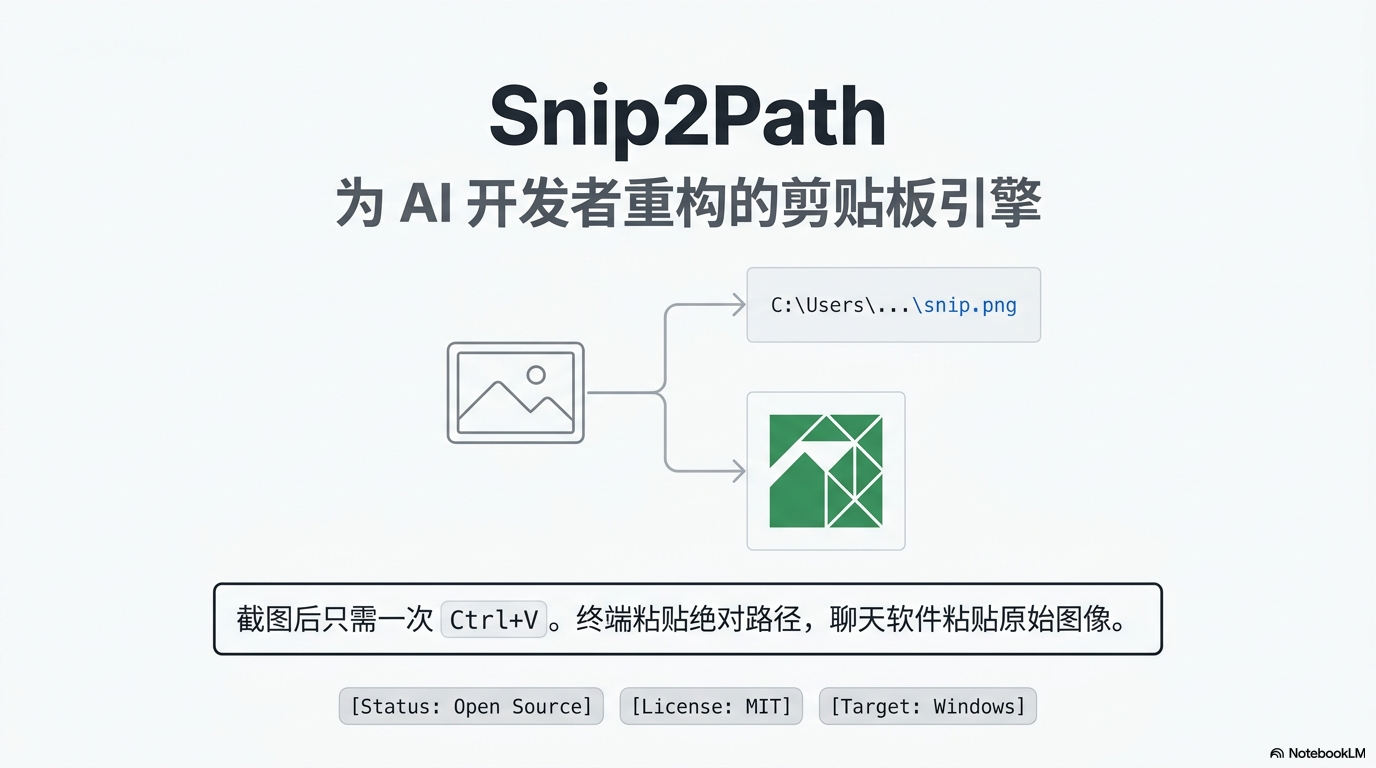 Snip2Path
为 AI 开发者重构的剪贴板引擎
C:\Users\...\snip.png
截图后只需一次 Ctrl+V 。终端粘贴绝对路径，聊天软件粘贴原始图像。
[Status: Open Source] [License: MIT] [Target: Windows]
NotebookLM